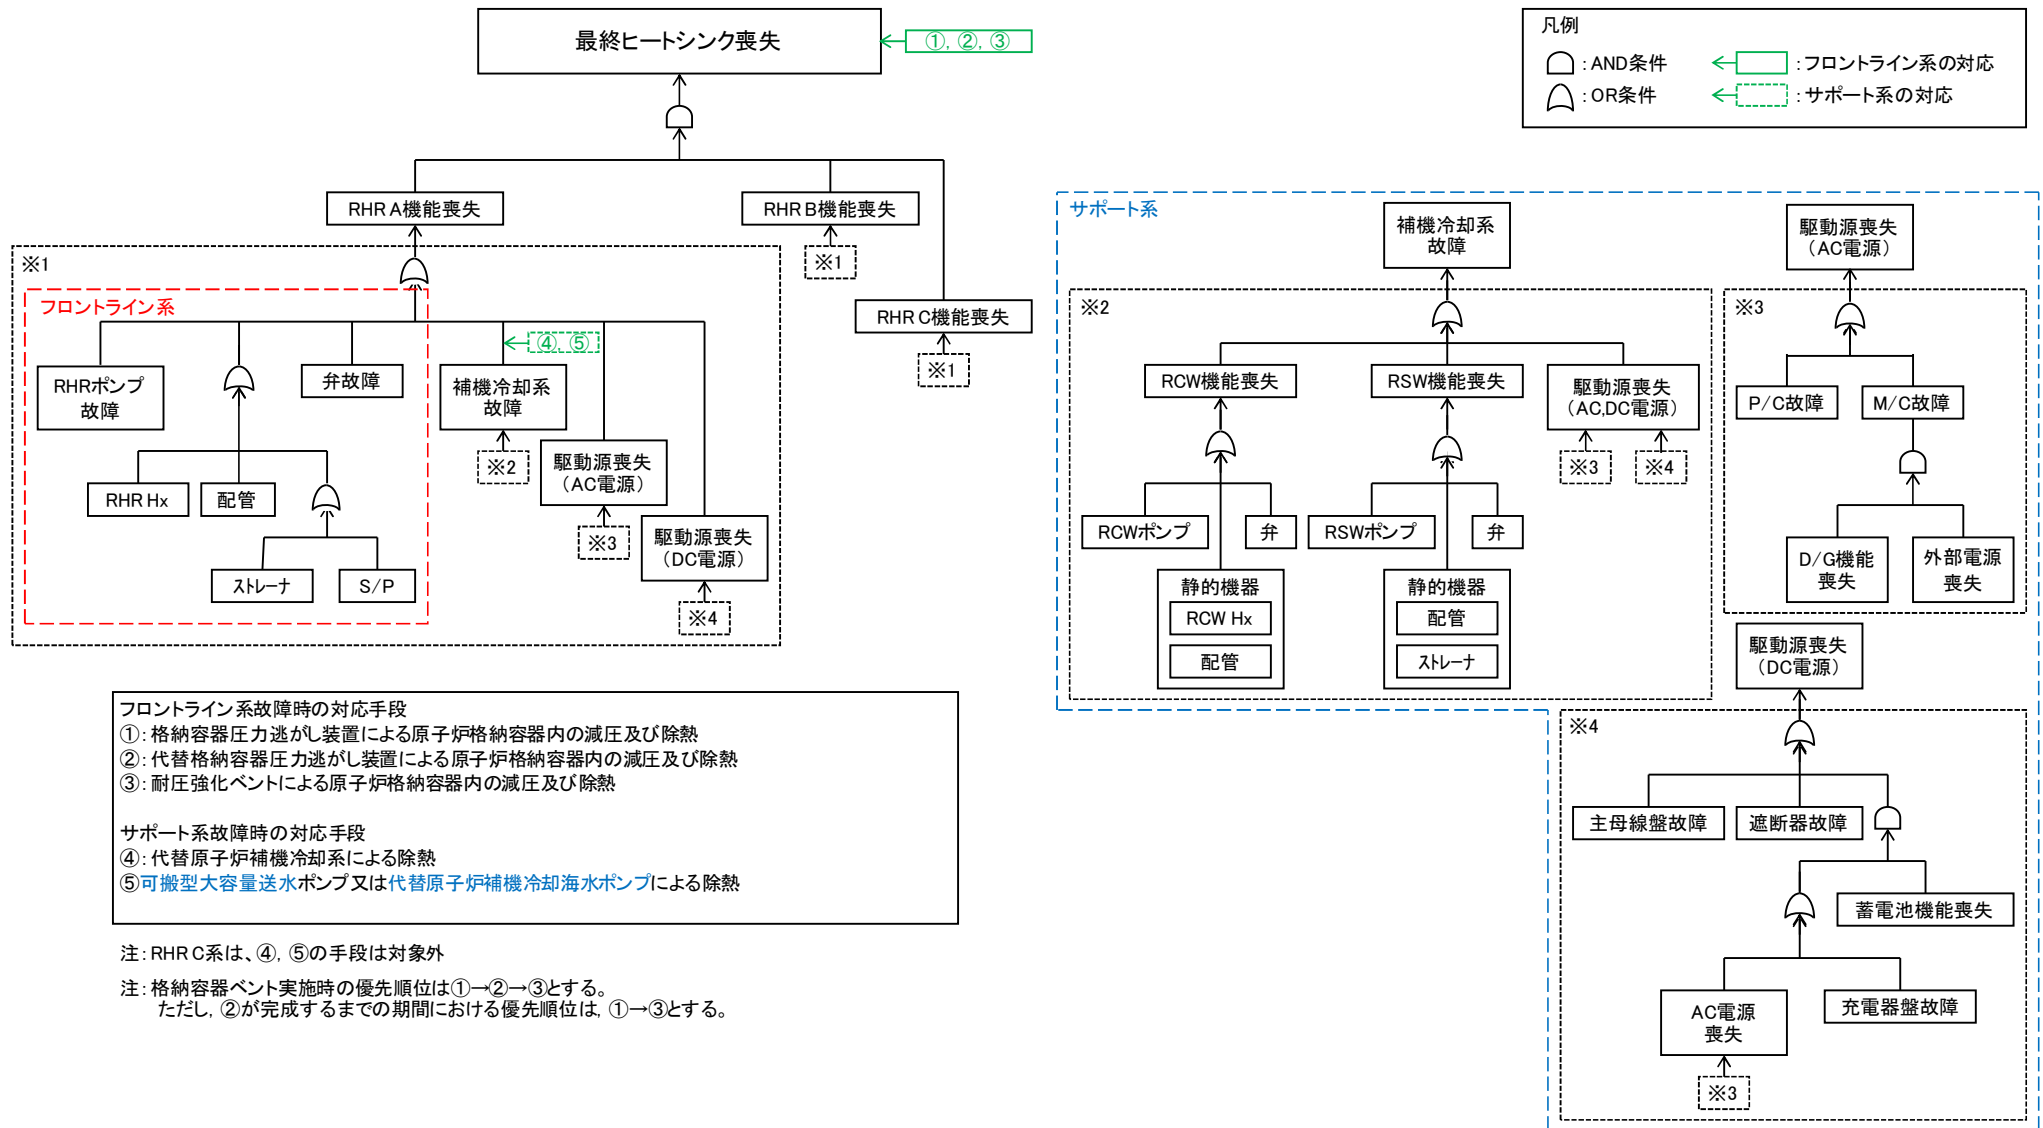 最終ヒートシンク喪失
①, ②, ③
凡例
：AND条件
：フロントライン系の対応
：OR条件
：サポート系の対応
RHR A機能喪失
RHR B機能喪失
※1
RHR C機能喪失
※1
※1
フロントライン系
④, ⑤
RHRポンプ
故障
弁故障
補機冷却系
故障
※2
駆動源喪失
（AC電源）
※3
駆動源喪失
（DC電源）
※4
RHR Hx
配管
ストレーナ
S/P
サポート系
補機冷却系
故障
※2
RCW機能喪失
RSW機能喪失
駆動源喪失
（AC,DC電源）
※3
※4
RCWポンプ
弁
RSWポンプ
弁
静的機器
RCW Hx
配管
静的機器
配管
ストレーナ
駆動源喪失
（AC電源）
※3
P/C故障
M/C故障
D/G機能
喪失
外部電源
喪失
駆動源喪失
（DC電源）
※4
主母線盤故障
遮断器故障
蓄電池機能喪失
AC電源
喪失
充電器盤故障
※3
フロントライン系故障時の対応手段
①：格納容器圧力逃がし装置による原子炉格納容器内の減圧及び除熱
②：代替格納容器圧力逃がし装置による原子炉格納容器内の減圧及び除熱
③：耐圧強化ベントによる原子炉格納容器内の減圧及び除熱
サポート系故障時の対応手段
④：代替原子炉補機冷却系による除熱
⑤可搬型大容量送水ポンプ又は代替原子炉補機冷却海水ポンプによる除熱
注：RHR C系は、④, ⑤の手段は対象外
注：格納容器ベント実施時の優先順位は①→②→③とする。
ただし, ②が完成するまでの期間における優先順位は, ①→③とする。